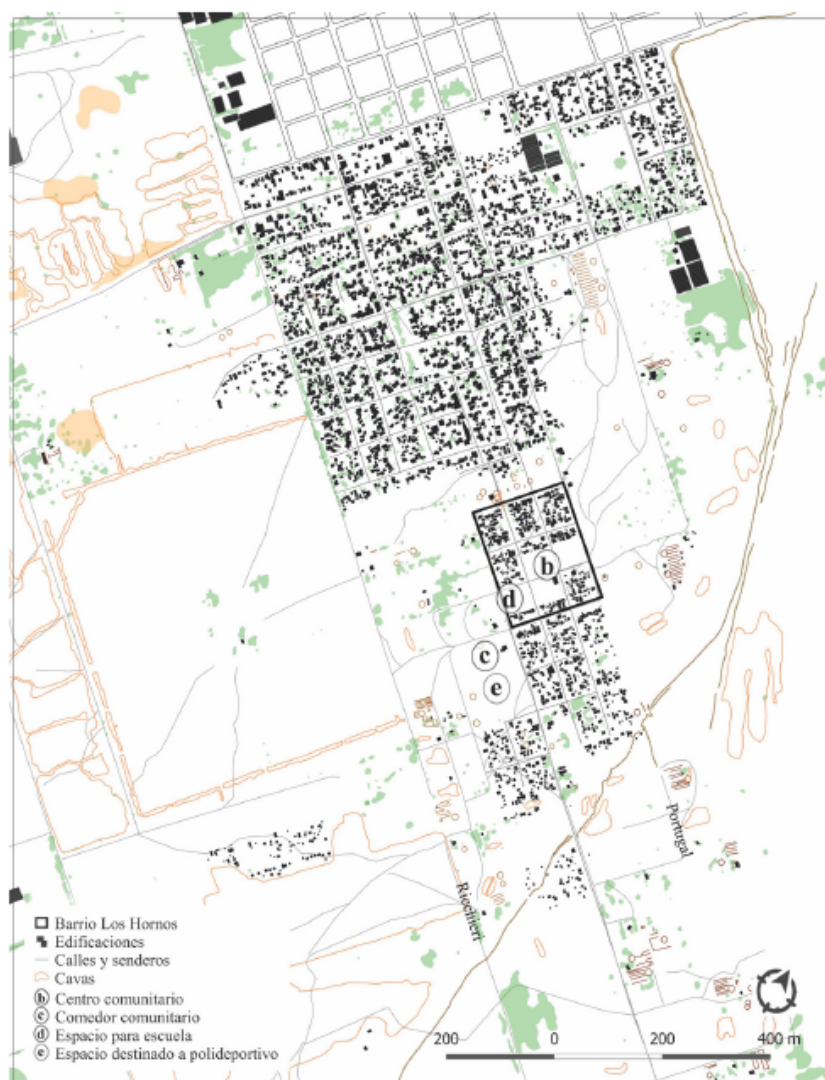 b
d
c
e
Portugal
Ricchieri
Barrio Los Hornos
Edificaciones
Calles y senderos
Cavas
b Centro comunitario
c Comedor comunitario
d Espacio para escuela
e Espacio destinado a polideportivo
200 0 200 400 m